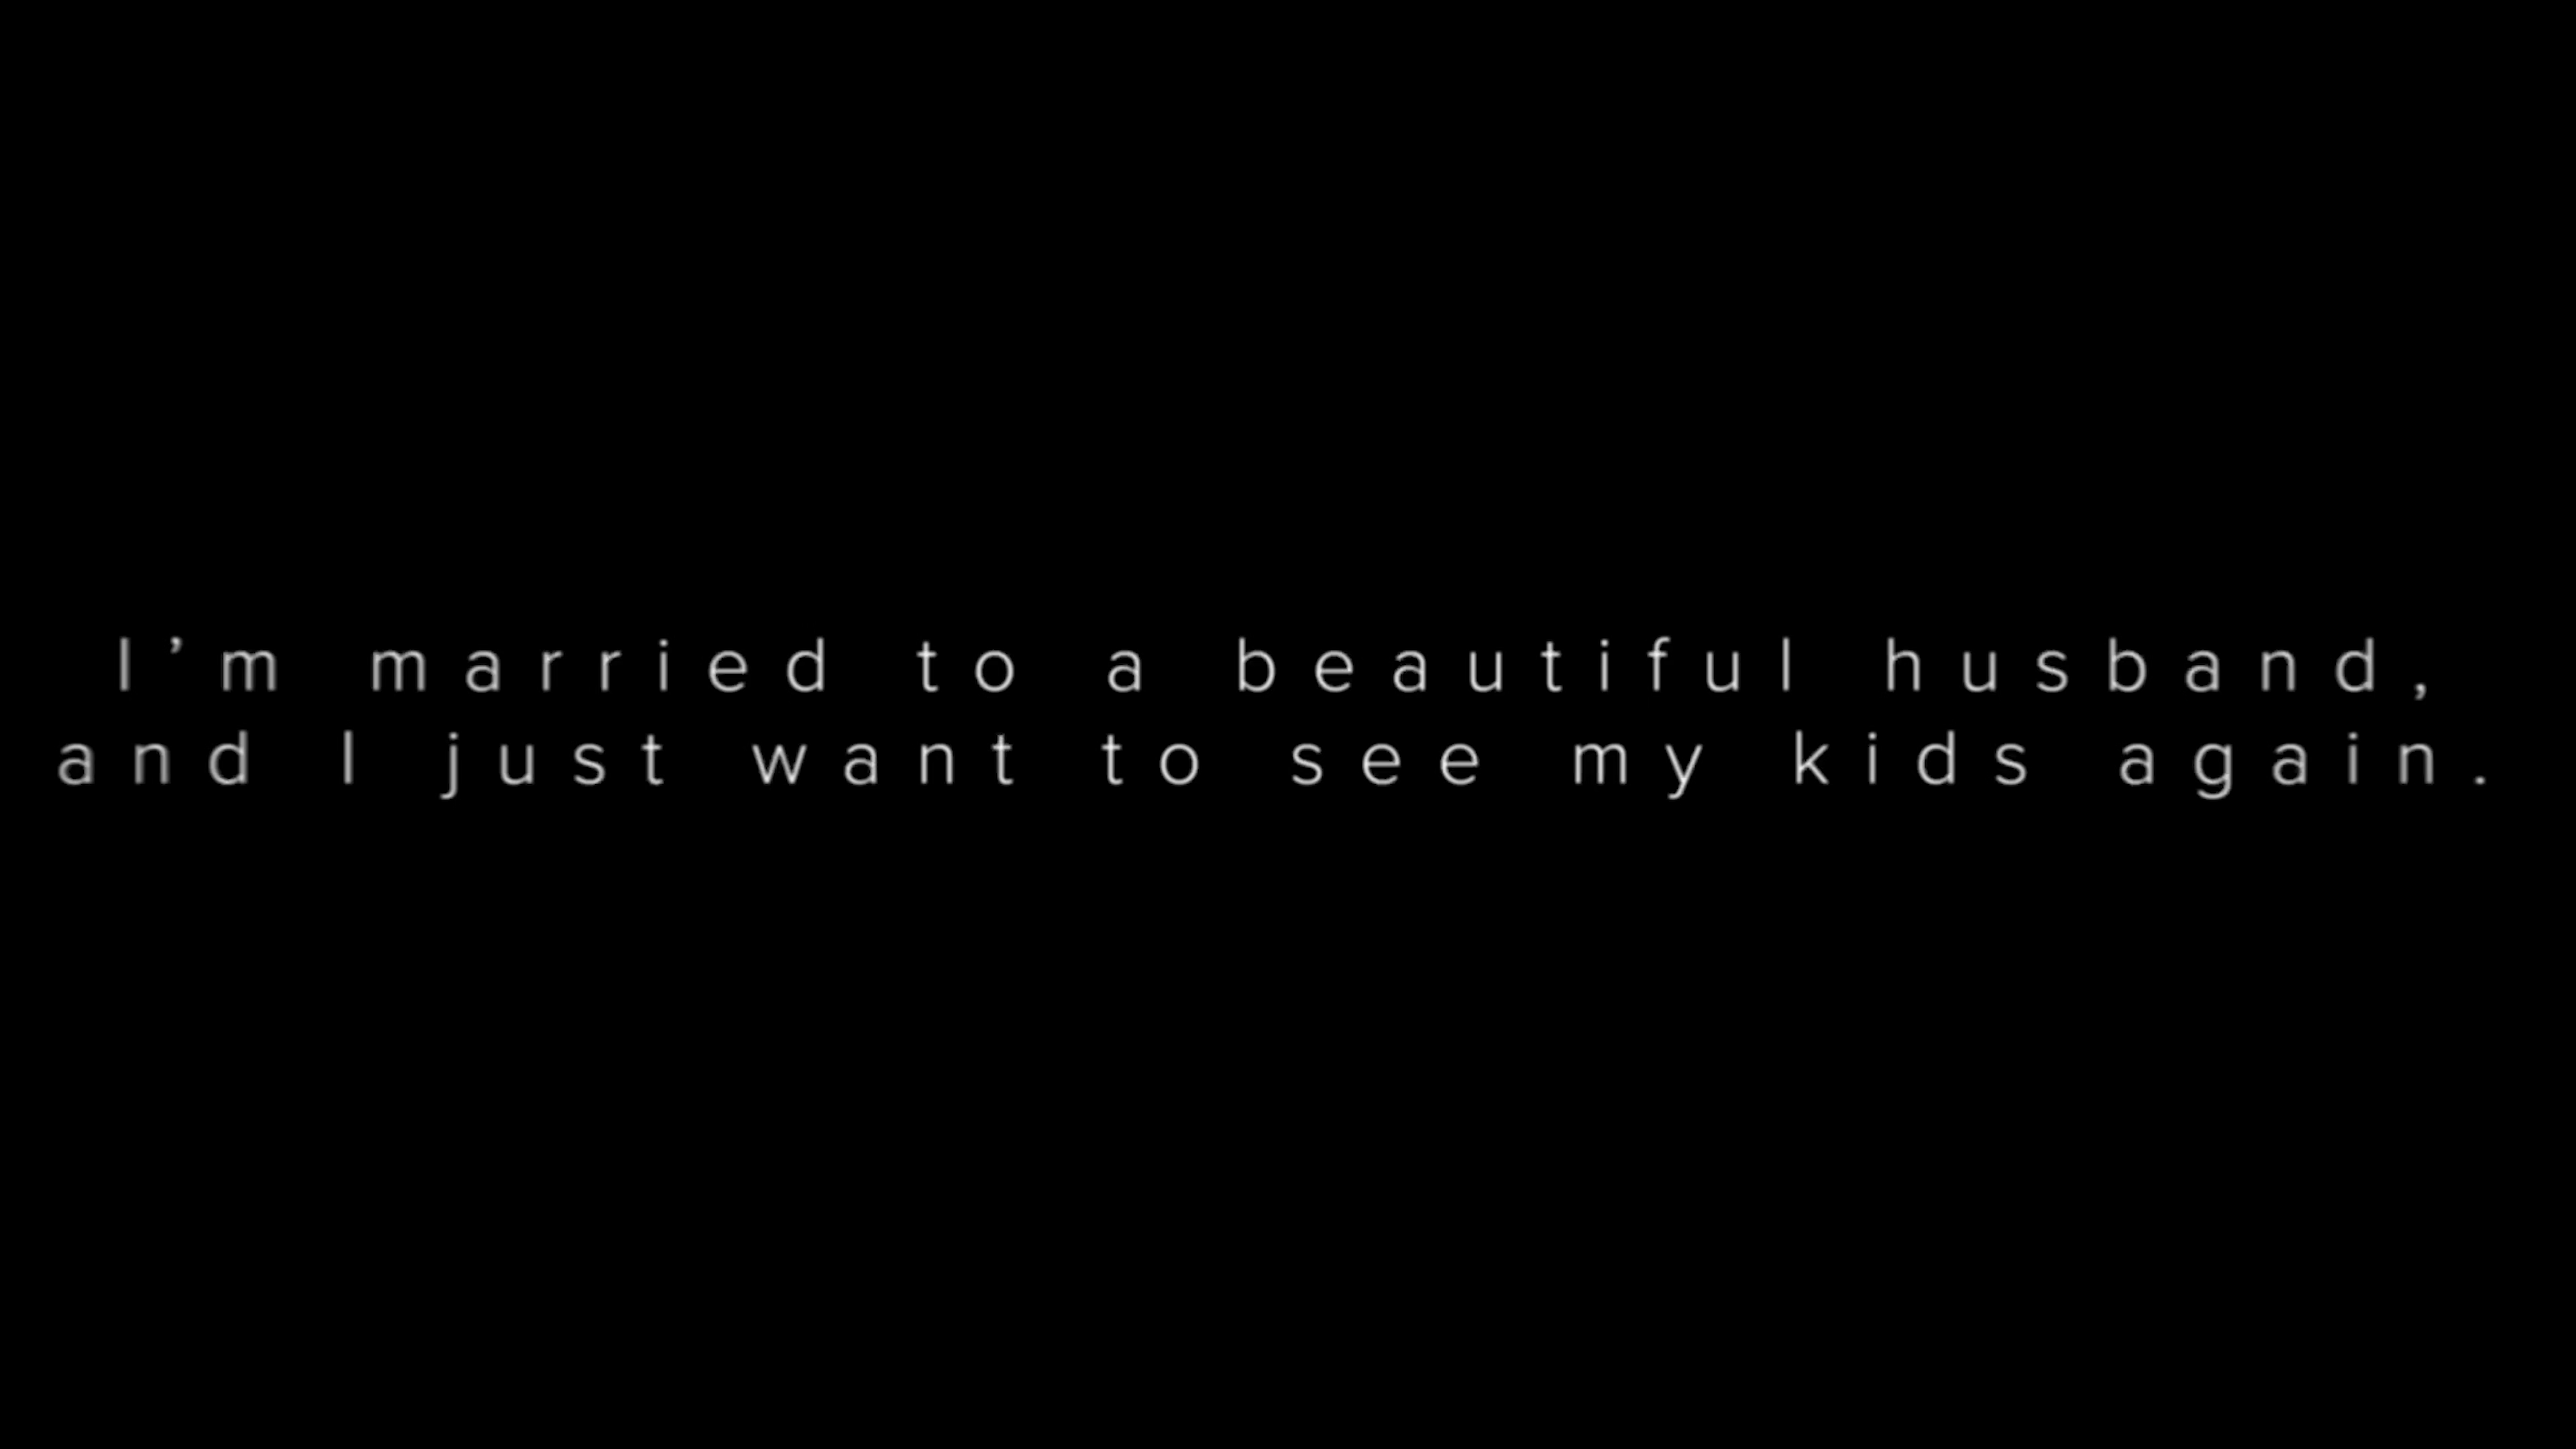 I’m married to a beautiful husband,
and I just want to see my kids again.